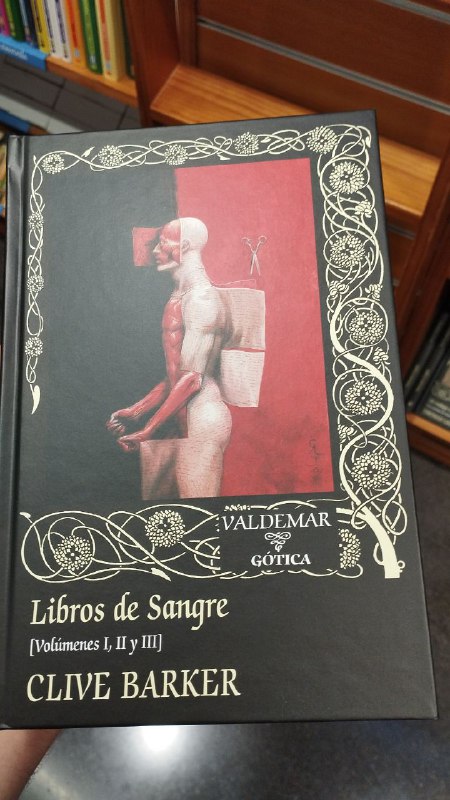 VALDEMAR
GÓTICA
Libros de Sangre
[Volúmenes I, II y III]
CLIVE BARKER